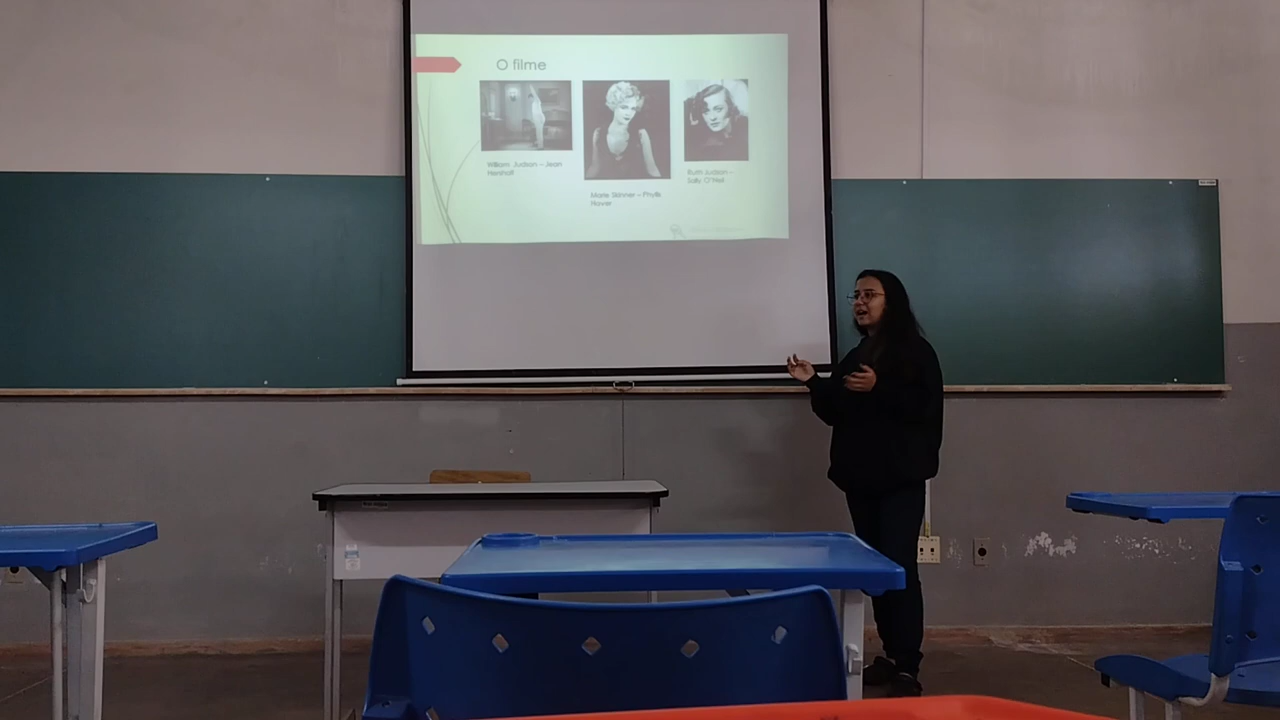 O filme
William Judson – Jean
Hersholt
Marie Skinner – Phyllis
Haver
Ruth Judson –
Sally O'Neil